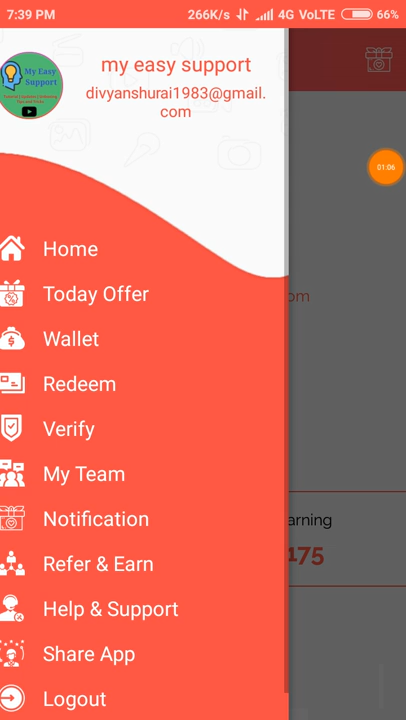 7:39 PM 266K/s 4G VoLTE 66%
My Easy
Support
my easy support
divyanshurai1983@gmail.
com
01:06
Home
Today Offer
om
Wallet
Redeem
Verify
My Team
Notification
arning
Refer & Earn
175
Help & Support
Share App
Logout